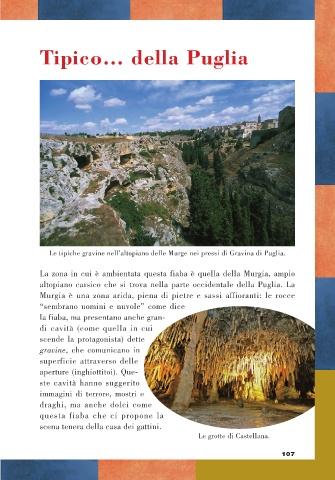 Tipico... della Puglia
Le tipiche gravine nell'altopiano delle Murge nei pressi di Gravina di Puglia.
La zona in cui è ambientata questa fiaba è quella della Murgia, ampio
altopiano carsico che si trova nella parte occidentale della Puglia. La
Murgia è una zona arida, piena di pietre e sassi affioranti: le rocce
“sembrano uomini e nuvole” come dice
la fiaba, ma presentano anche gran-
di cavità (come quella in cui
scende la protagonista) dette
gravine, che comunicano in
superficie attraverso delle
aperture (inghiottitoi). Que-
ste cavità hanno suggerito
immagini di terrore, mostri e
draghi, ma anche dolci come
questa fiaba che ci propone la
scena tenera della casa dei gattini.
Le grotte di Castellana.
107